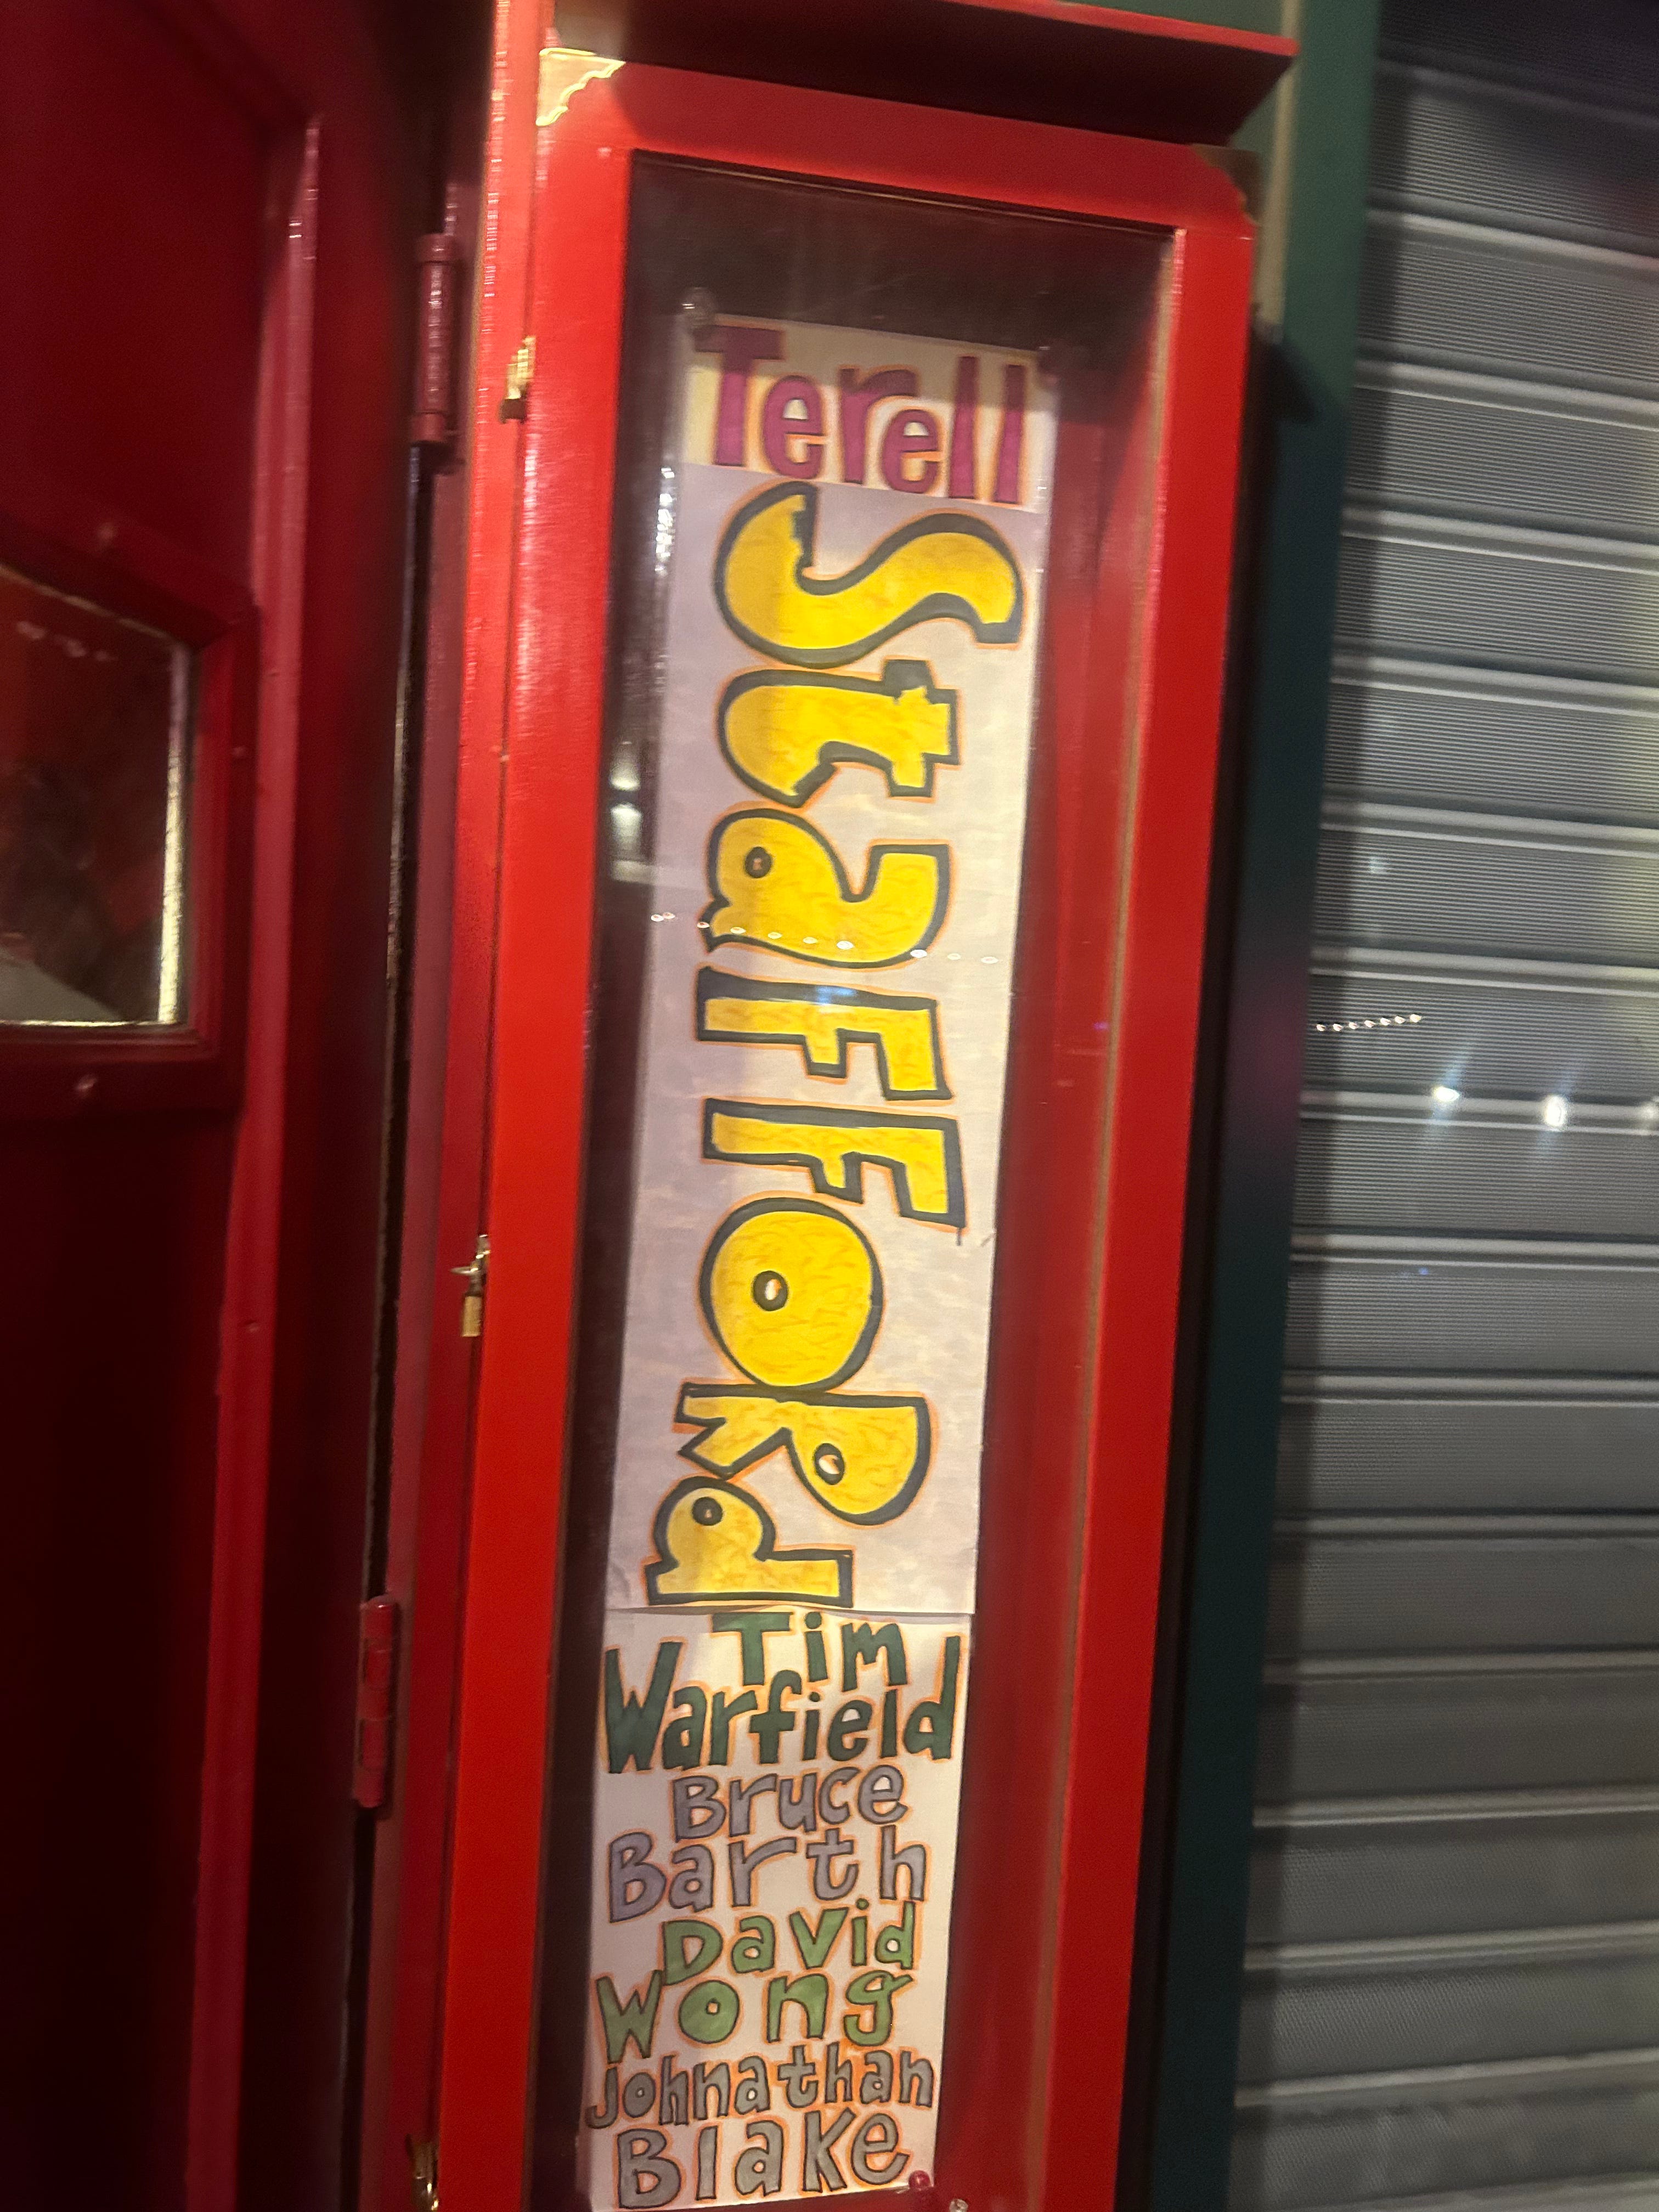 Terell
StaFFoRd
Tim
Warfield
Bruce
Barth
David
Wong
Johnathan
Blake